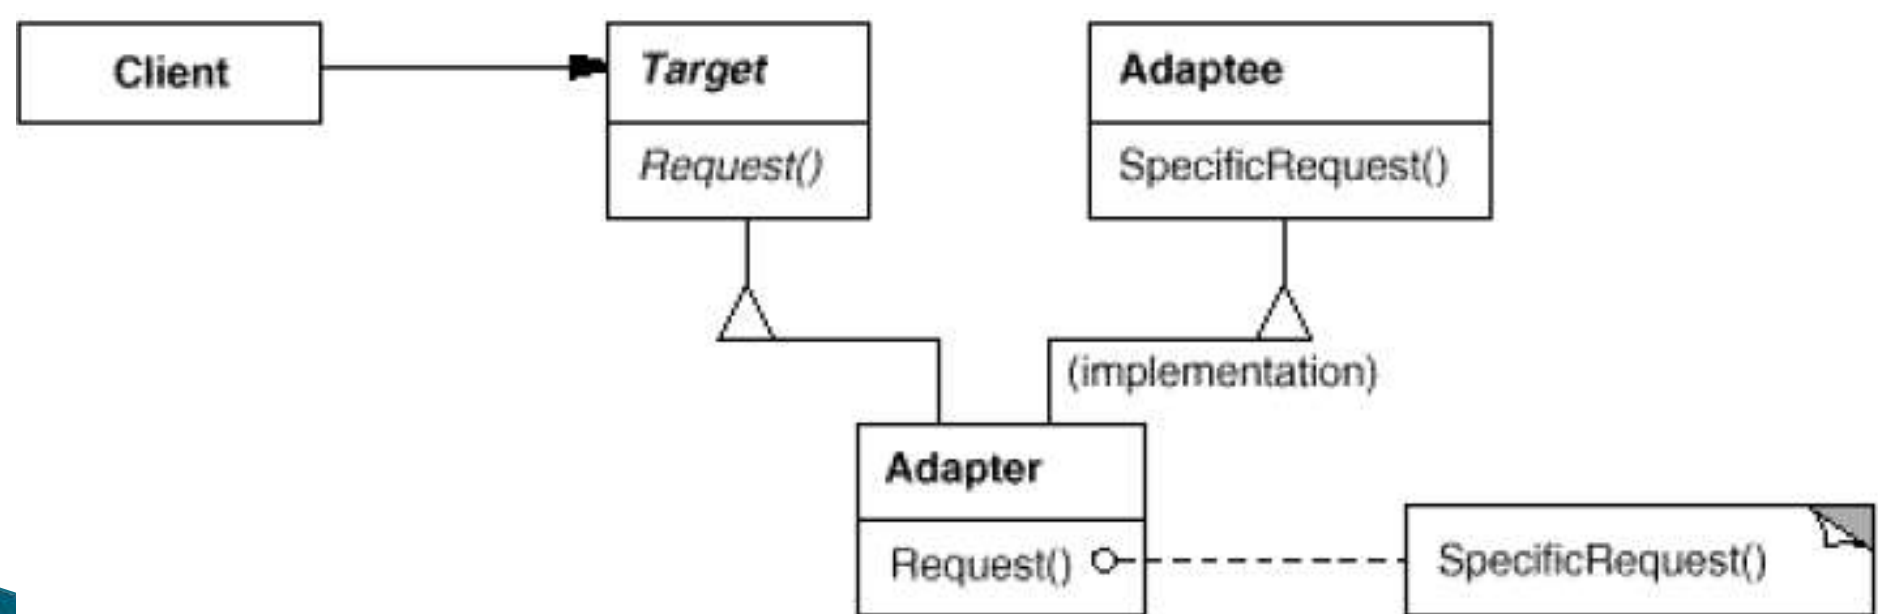 Client
Target
Request()
Adaptee
SpecificRequest()
(implementation)
Adapter
Request()
SpecificRequest()